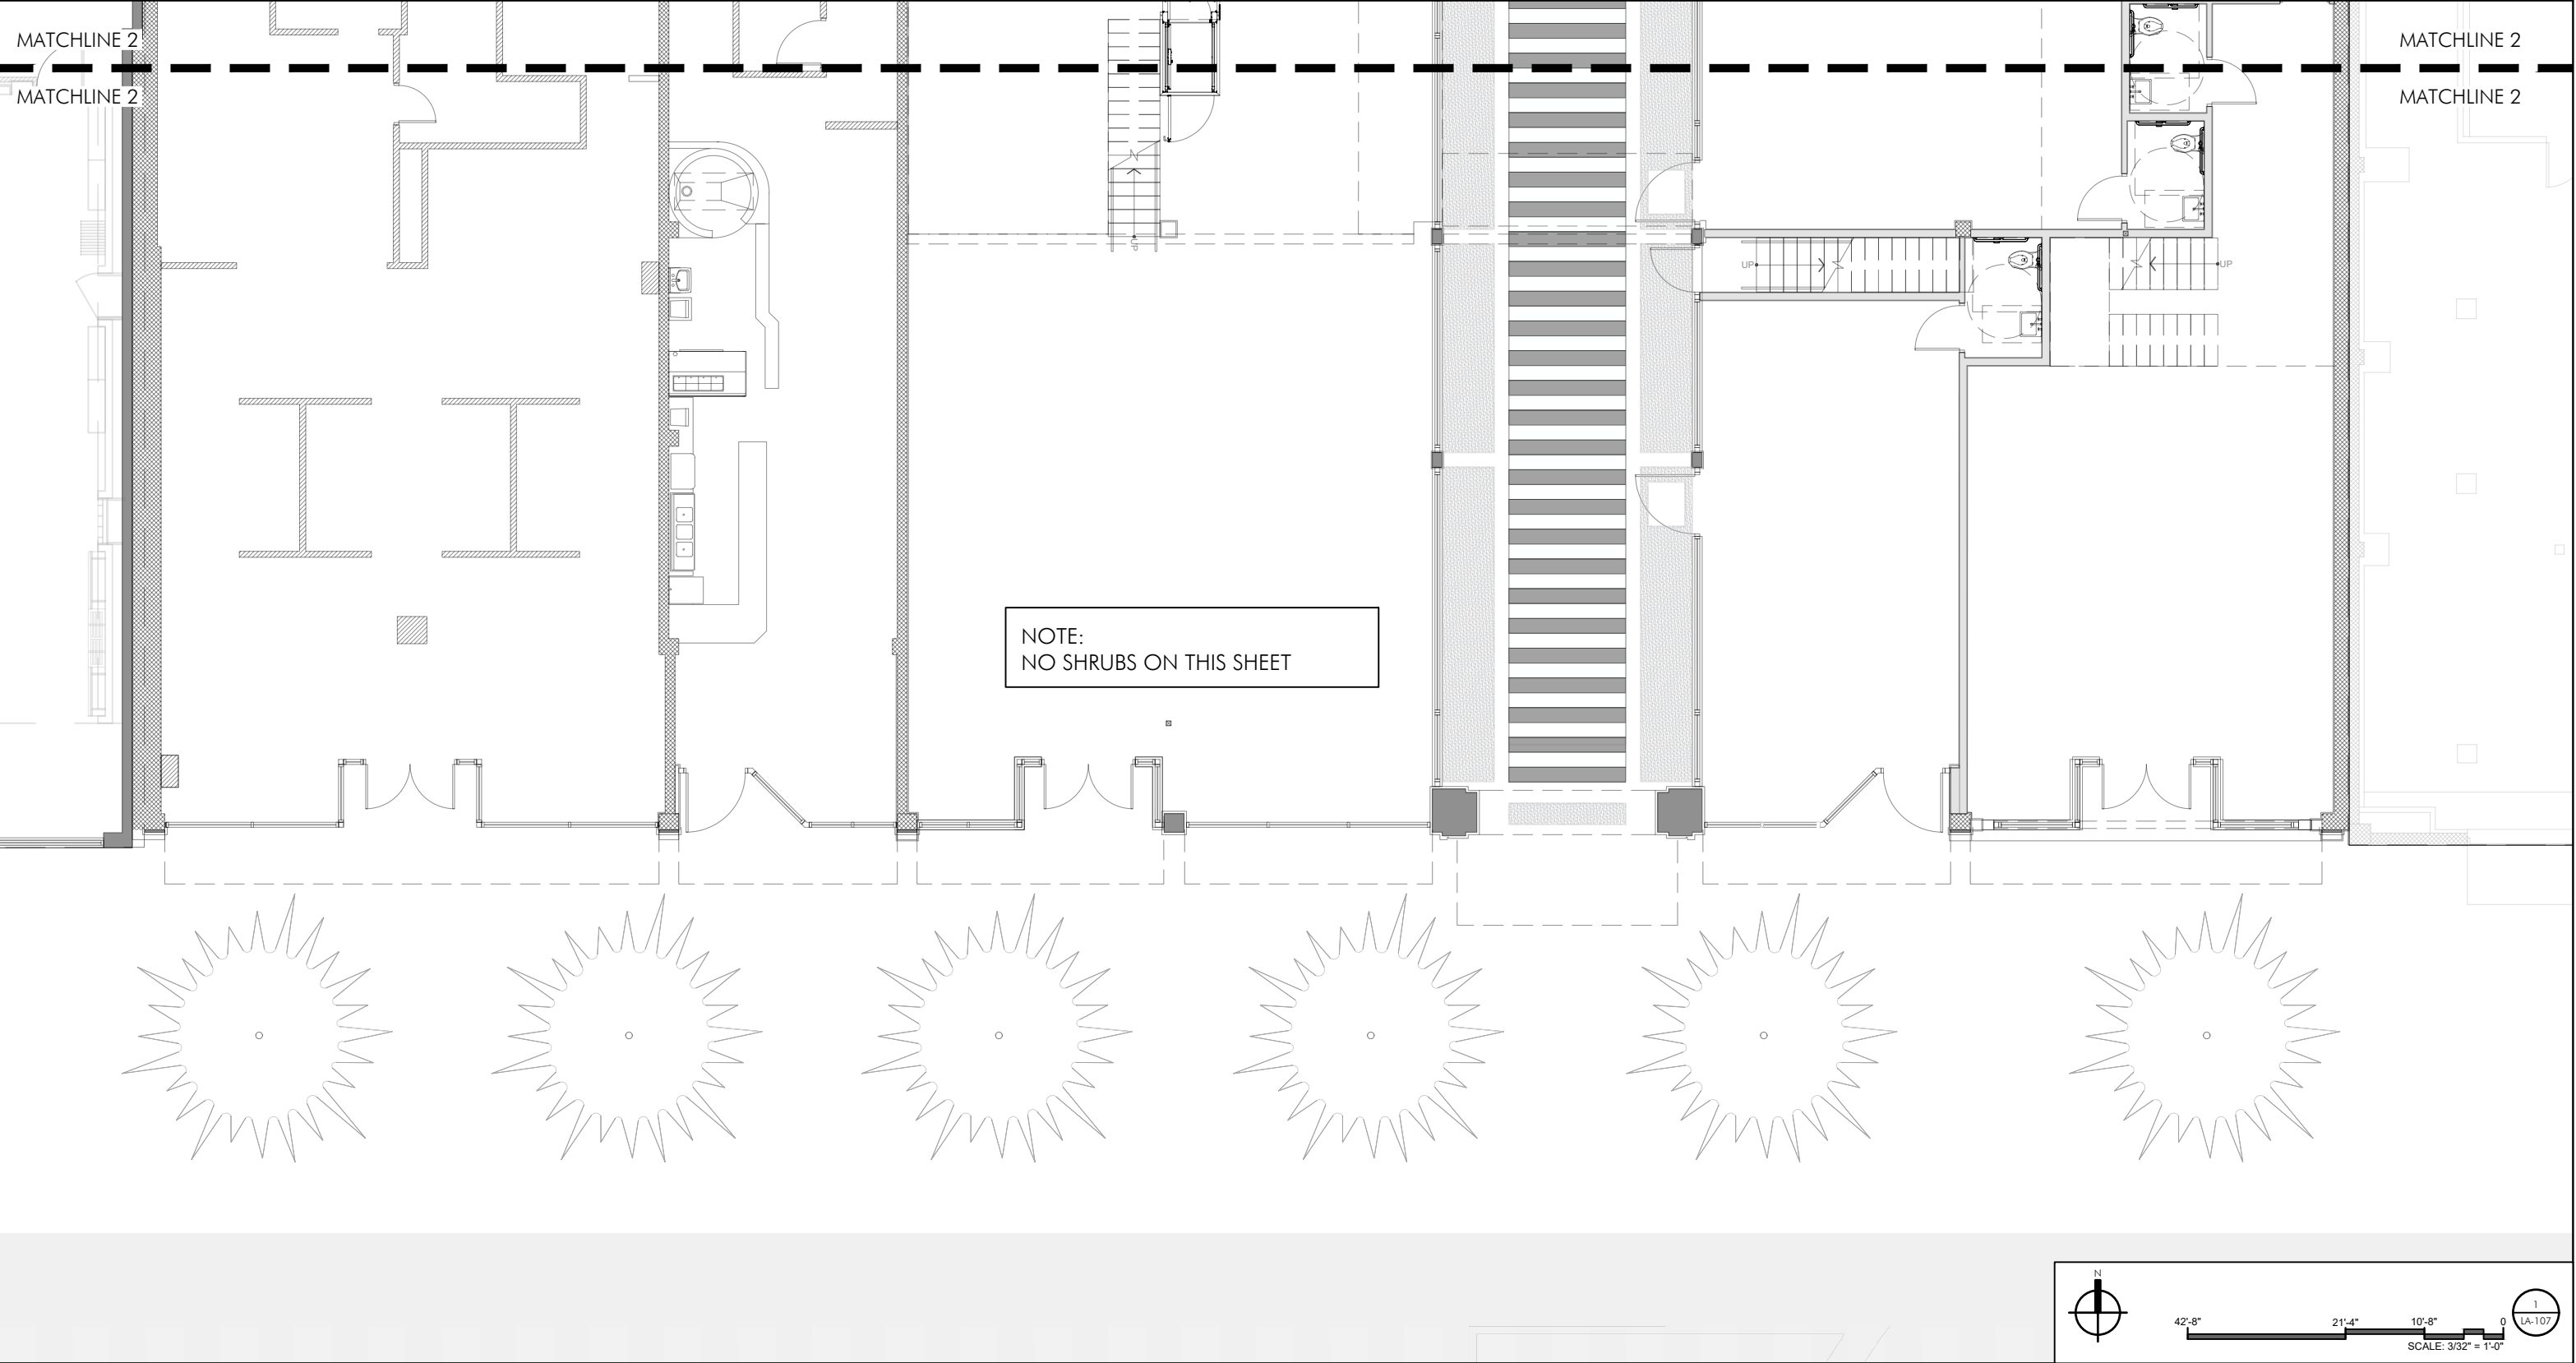 MATCHLINE 2
MATCHLINE 2
MATCHLINE 2
MATCHLINE 2
UP
UP
UP
NOTE:
NO SHRUBS ON THIS SHEET
N
42'-8"
21'-4"
10'-8"
0
SCALE: 3/32" = 1'-0"
1
LA-107